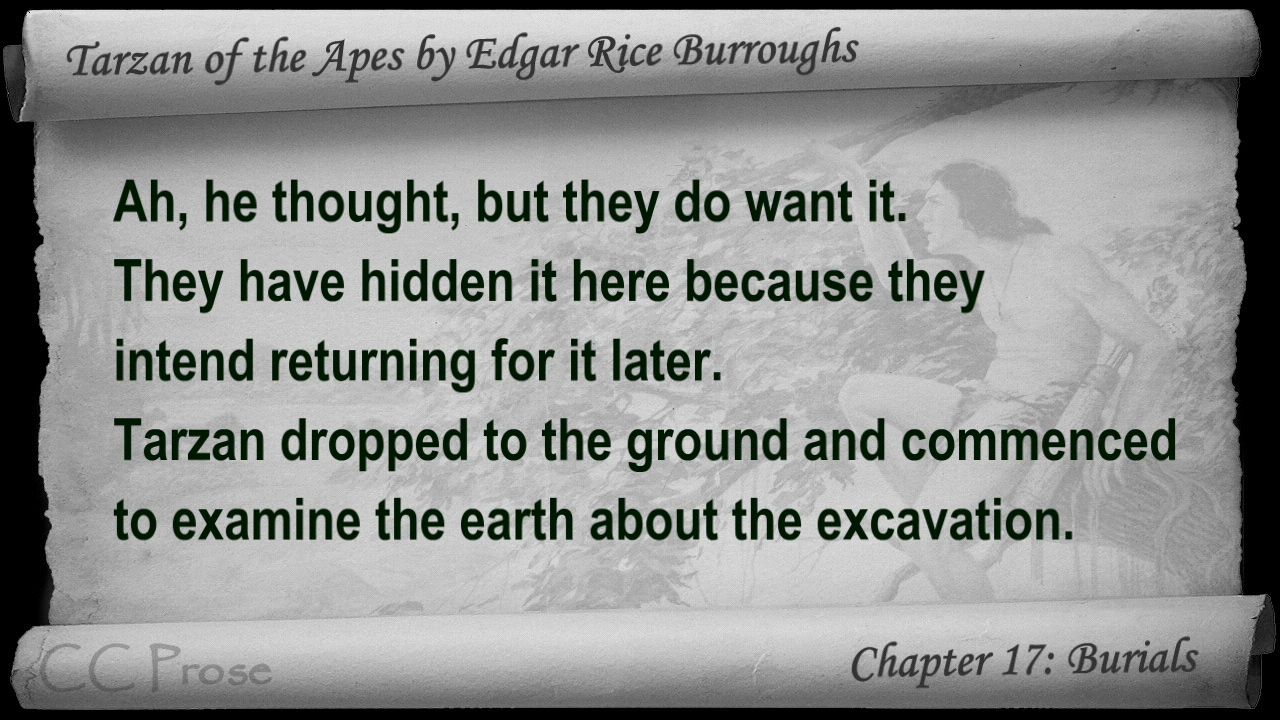 Tarzan of the Apes by Edgar Rice Burroughs
Ah, he thought, but they do want it.
They have hidden it here because they
intend returning for it later.
Tarzan dropped to the ground and commenced
to examine the earth about the excavation.
CC Prose
Chapter 17: Burials